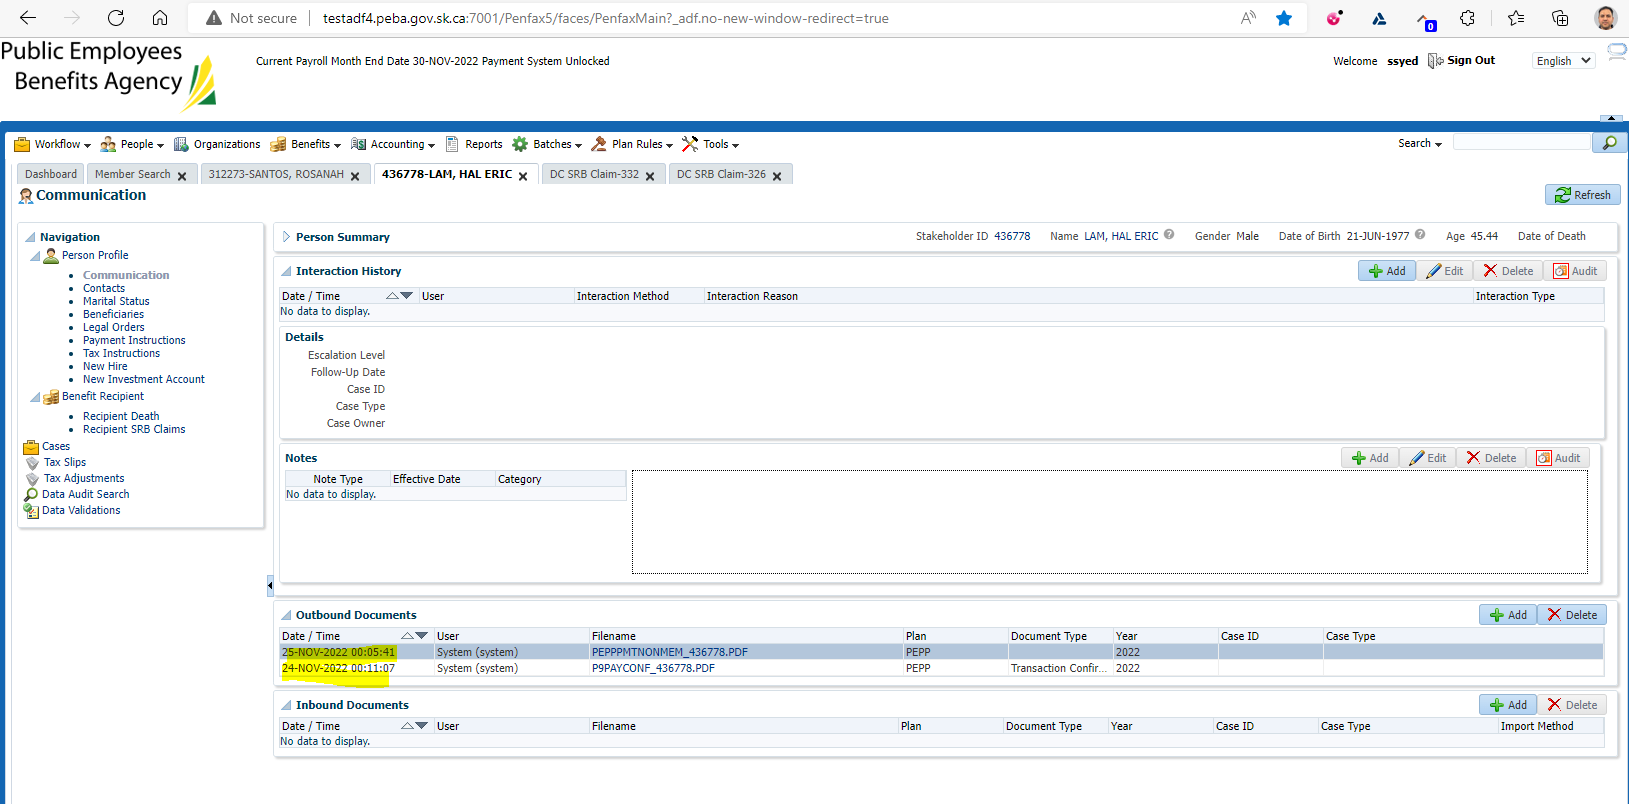 Not secure | testadf4.peba.gov.sk.ca:7001/Penfax5/faces/PenfaxMain?_adf.no-new-window-redirect=true
0
Public Employees
Benefits Agency
Current Payroll Month End Date 30-NOV-2022 Payment System Unlocked
Welcome ssyed Sign Out English
Workflow People Organizations Benefits Accounting Reports Batches Plan Rules Tools Search
Dashboard Member Search 312273-SANTOS, ROSANAH 436778-LAM, HAL ERIC DC SRB Claim-332 DC SRB Claim-326
Communication Refresh
Navigation
Person Profile
Communication
Contacts
Marital Status
Beneficiaries
Legal Orders
Payment Instructions
Tax Instructions
New Hire
New Investment Account
Benefit Recipient
Recipient Death
Recipient SRB Claims
Cases
Tax Slips
Tax Adjustments
Data Audit Search
Data Validations
Person Summary Stakeholder ID 436778 Name LAM, HAL ERIC Gender Male Date of Birth 21-JUN-1977 Age 45.44 Date of Death
Interaction History Add Edit Delete Audit
Date / Time User Interaction Method Interaction Reason Interaction Type
No data to display.
Details
Escalation Level
Follow-Up Date
Case ID
Case Type
Case Owner
Notes Add Edit Delete Audit
Note Type Effective Date Category
No data to display.
Outbound Documents Add Delete
Date / Time User Filename Plan Document Type Year Case ID Case Type
25-NOV-2022 00:05:41 System (system) PEPPPMTNONMEM_436778.PDF PEPP 2022
24-NOV-2022 00:11:07 System (system) P9PAYCONF_436778.PDF PEPP Transaction Confir... 2022
Inbound Documents Add Delete
Date / Time User Filename Plan Document Type Year Case ID Case Type Import Method
No data to display.